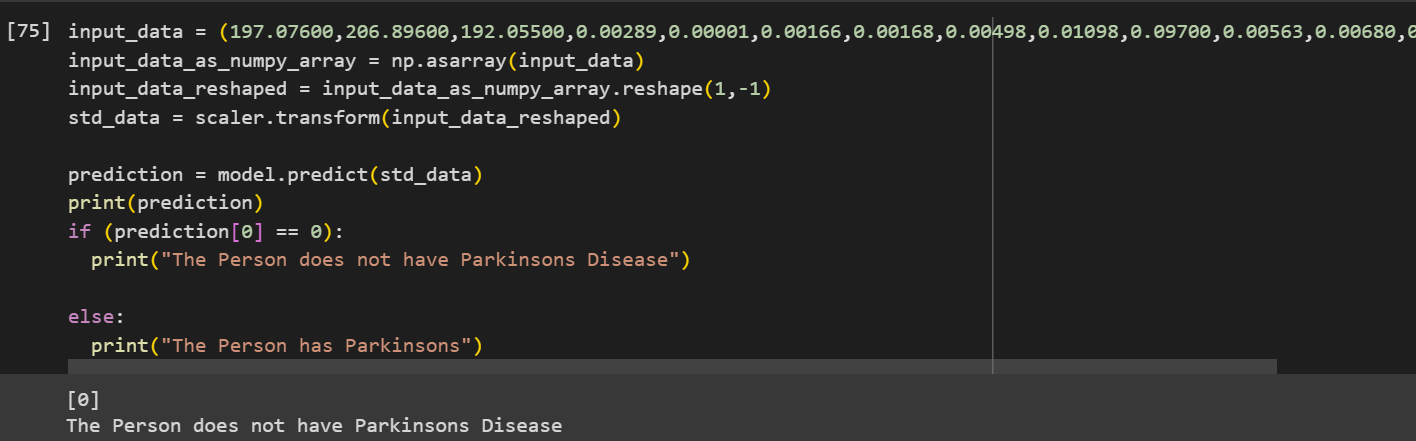 [75] input_data = (197.07600,206.89600,192.05500,0.00289,0.00001,0.00166,0.00168,0.00498,0.01098,0.09700,0.00563,0.00680,0
input_data_as_numpy_array = np.asarray(input_data)
input_data_reshaped = input_data_as_numpy_array.reshape(1,-1)
std_data = scaler.transform(input_data_reshaped)
prediction = model.predict(std_data)
print(prediction)
if (prediction[0] == 0):
  print("The Person does not have Parkinsons Disease")
else:
  print("The Person has Parkinsons")
[0]
The Person does not have Parkinsons Disease